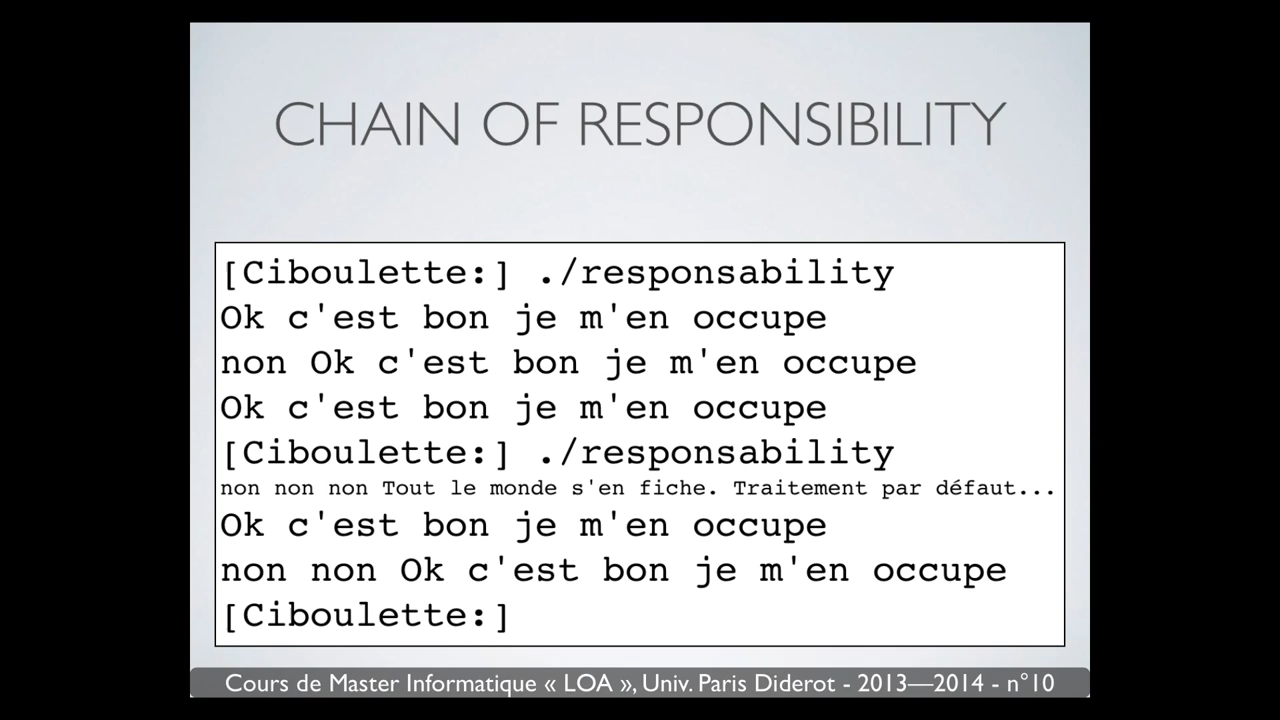 CHAIN OF RESPONSIBILITY
[Ciboulette:] ./responsability
Ok c'est bon je m'en occupe
non Ok c'est bon je m'en occupe
Ok c'est bon je m'en occupe
[Ciboulette:] ./responsability
non non non Tout le monde s'en fiche. Traitement par défaut...
Ok c'est bon je m'en occupe
non non Ok c'est bon je m'en occupe
[Ciboulette:]
Cours de Master Informatique « LOA », Univ. Paris Diderot - 2013—2014 - n°10